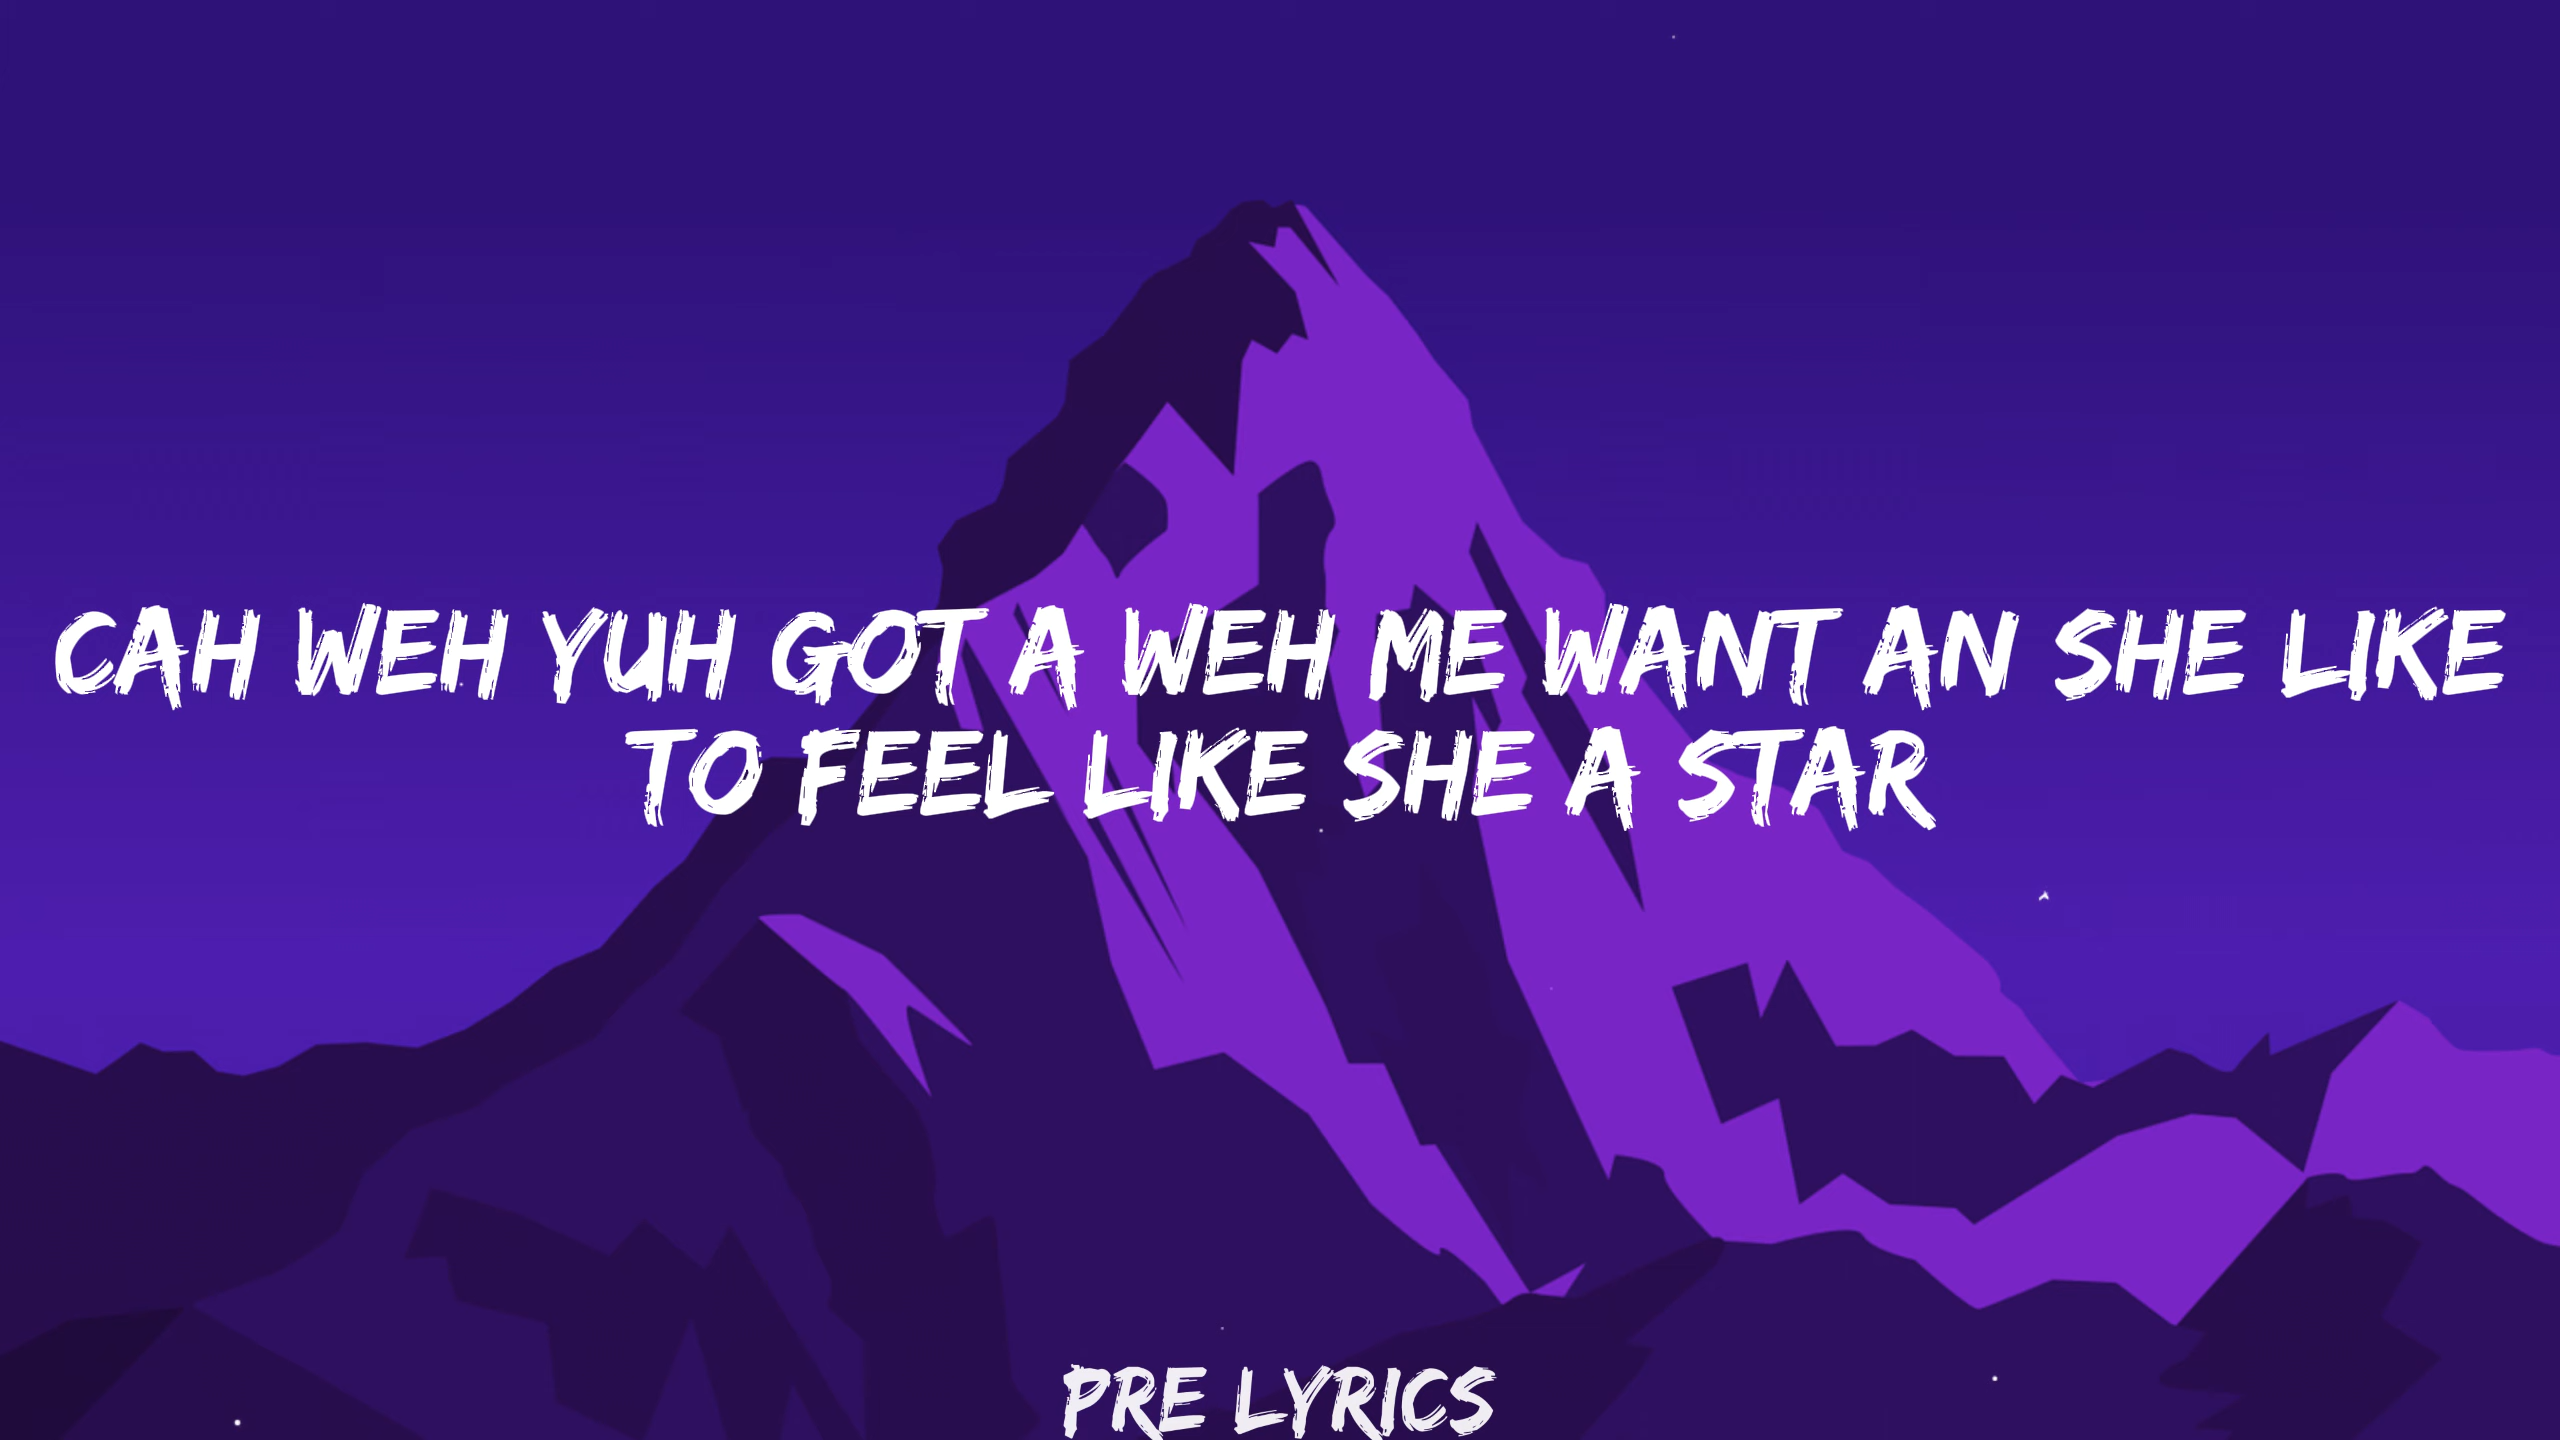 CAH WEH YUH GOT A WEH ME WANT AN SHE LIKE
TO FEEL LIKE SHE A STAR
PRE LYRICS